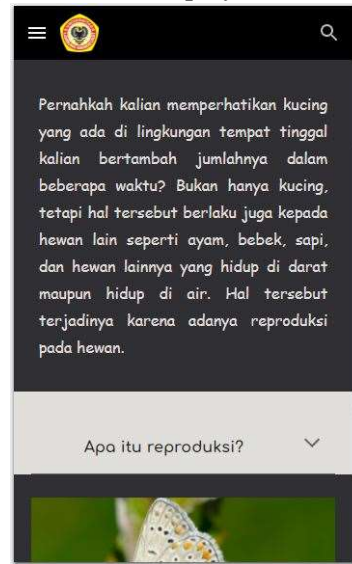 Pernahkah kalian memperhatikan kucing
yang ada di lingkungan tempat tinggal
kalian bertambah jumlahnya dalam
beberapa waktu? Bukan hanya kucing,
tetapi hal tersebut berlaku juga kepada
hewan lain seperti ayam, bebek, sapi,
dan hewan lainnya yang hidup di darat
maupun hidup di air. Hal tersebut
terjadinya karena adanya reproduksi
pada hewan.
Apa itu reproduksi?